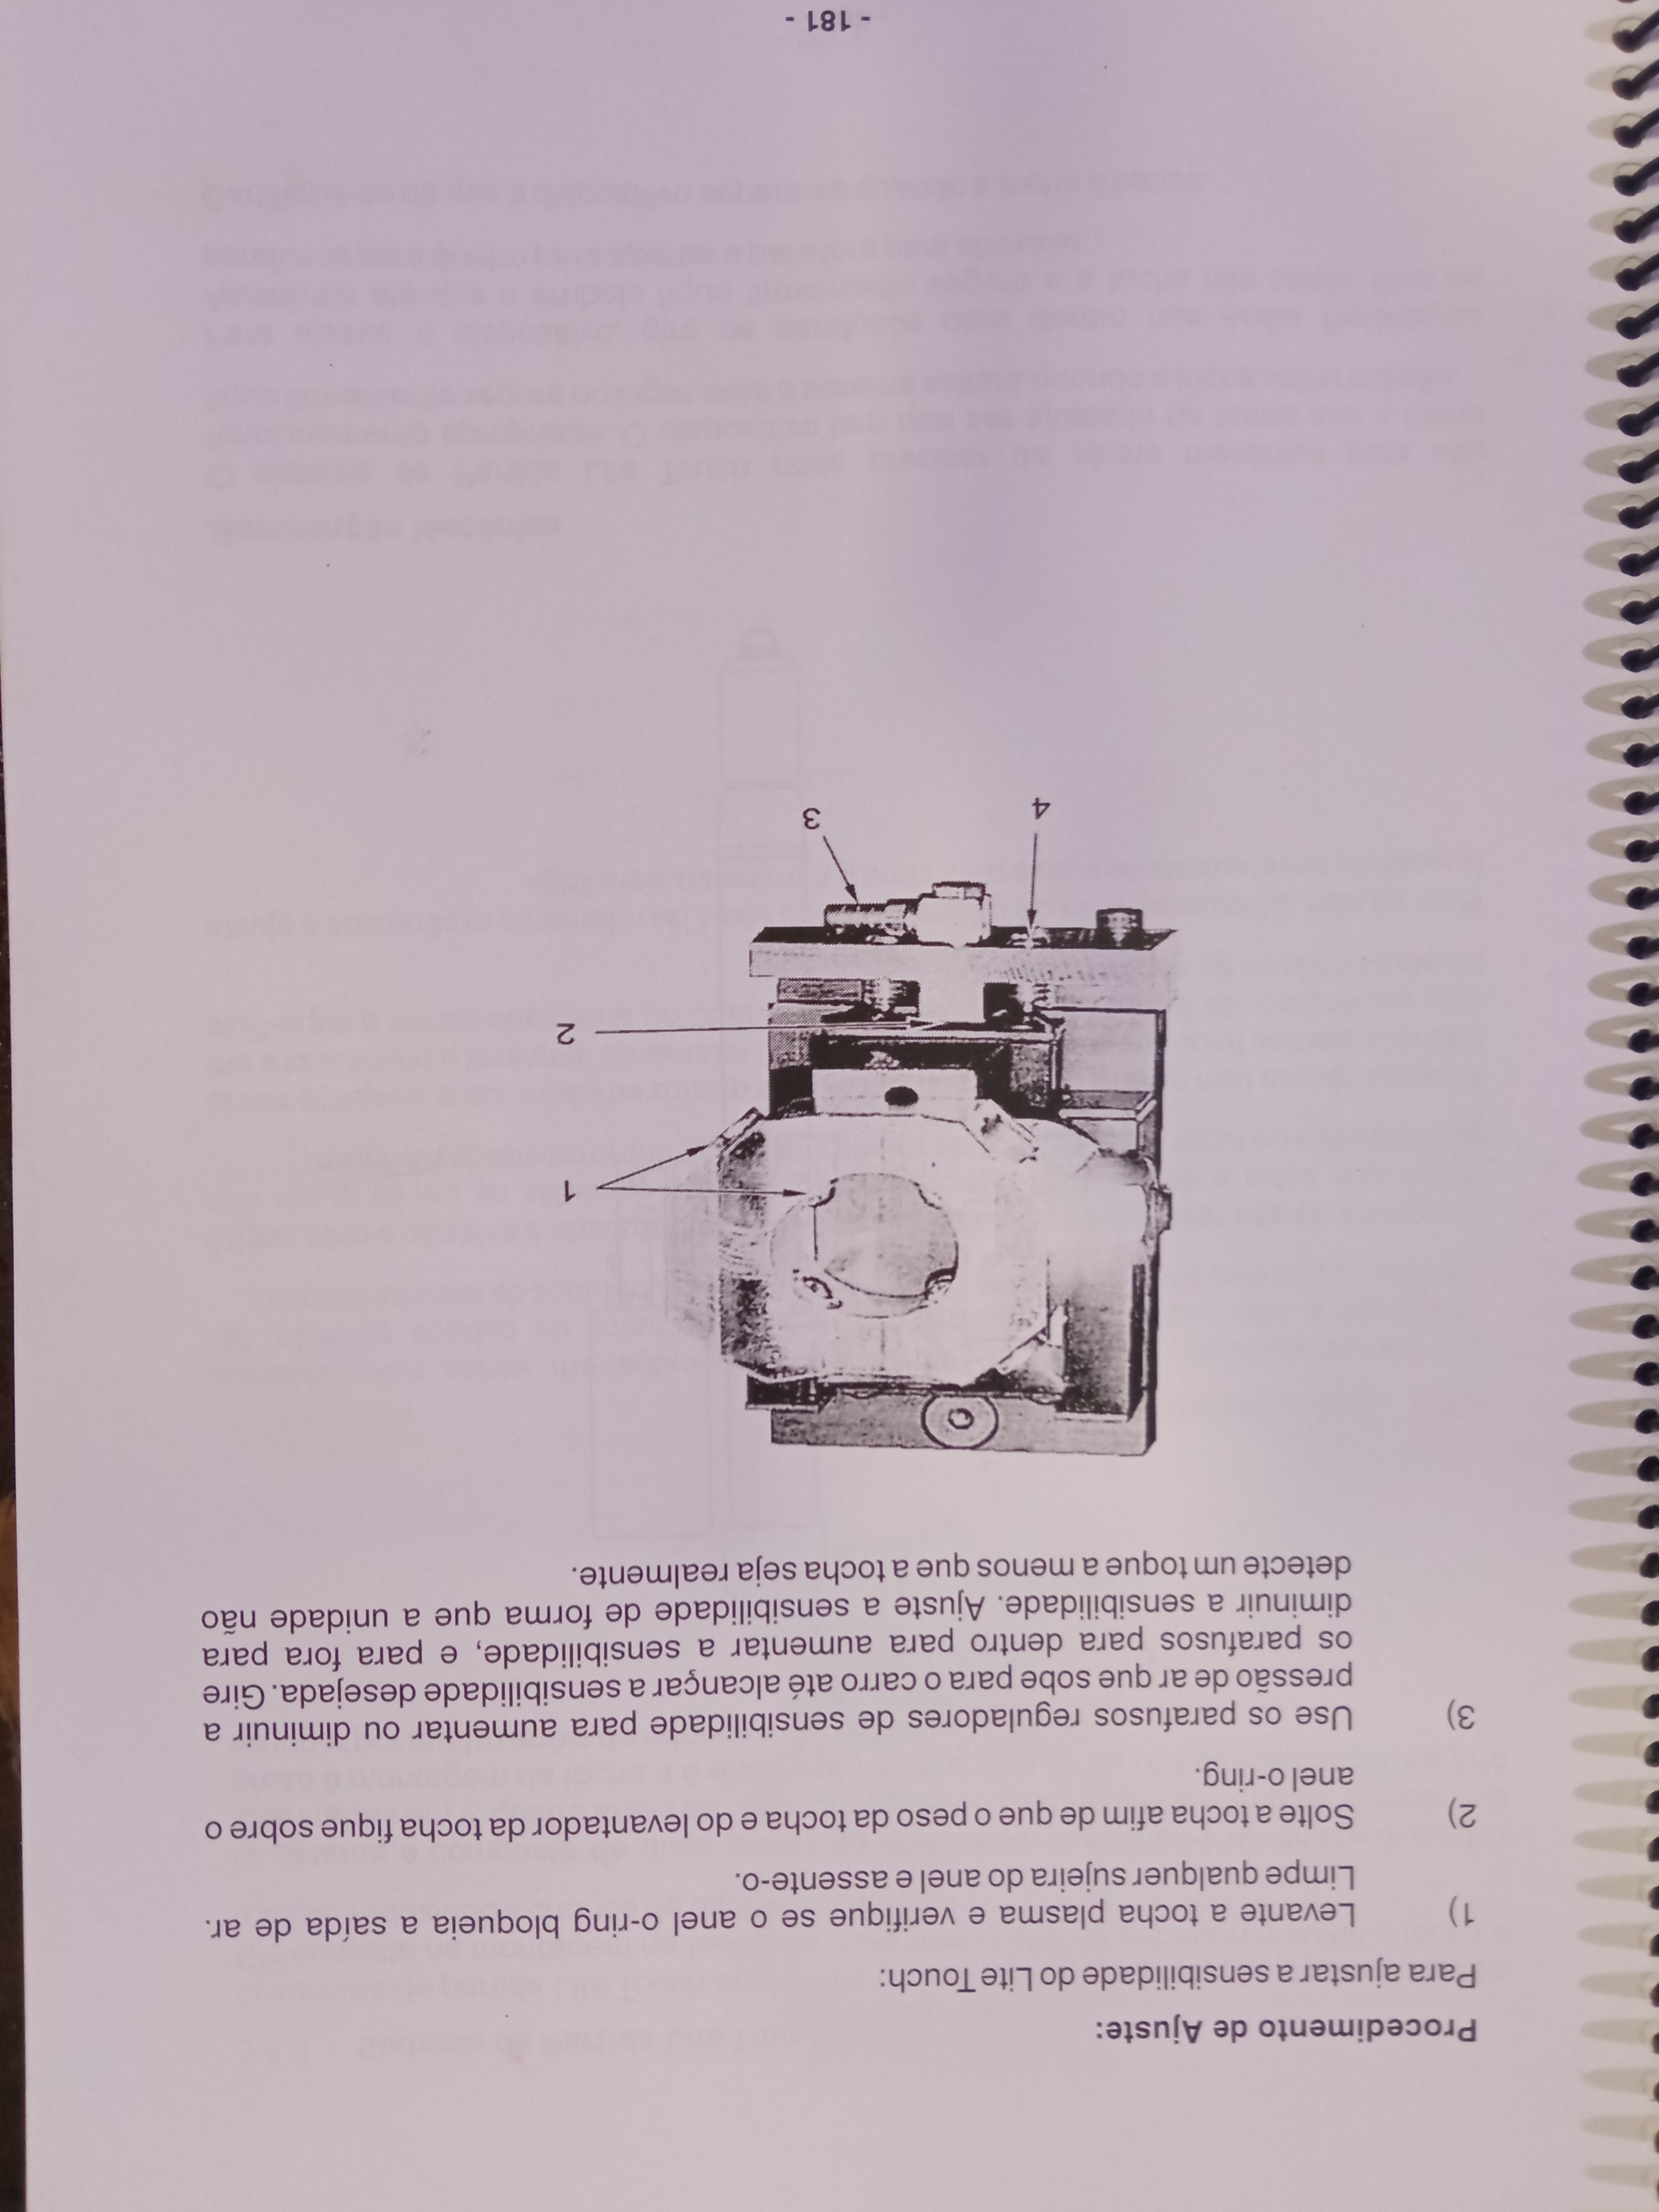 Procedimento de Ajuste:
Para ajustar a sensibilidade do Lite Touch:
1) Levante a tocha plasma e verifique se o anel o-ring bloqueia a saída de ar.
Limpe qualquer sujeira do anel e assente-o.
2) Solte a tocha afim de que o peso da tocha e do levantador da tocha fique sobre o
anel o-ring.
3) Use os parafusos reguladores de sensibilidade para aumentar ou diminuir a
pressão de ar que sobe para o carro até alcançar a sensibilidade desejada. Gire
os parafusos para dentro para aumentar a sensibilidade, e para fora para
diminuir a sensibilidade. Ajuste a sensibilidade de forma que a unidade não
detecte um toque a menos que a tocha seja realmente.
1
2
3
4
- 181 -